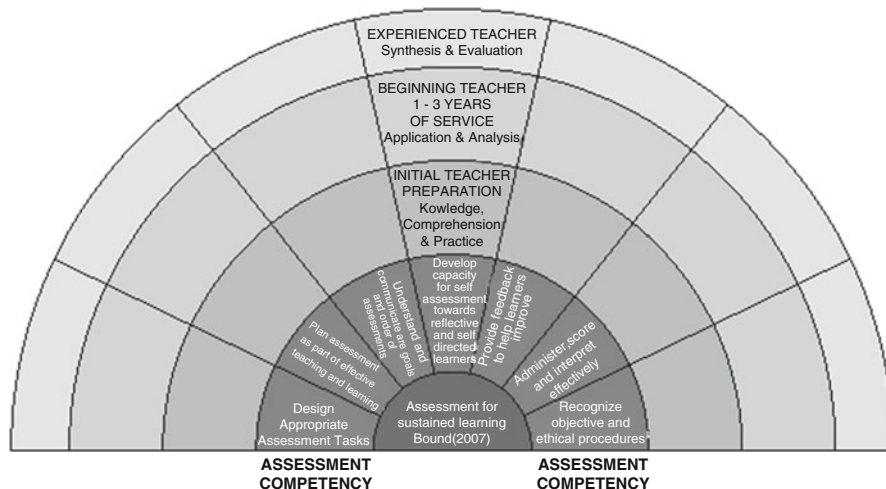 EXPERIENCED TEACHER
Synthesis & Evaluation
BEGINNING TEACHER
1 - 3 YEARS
OF SERVICE
Application & Analysis
INITIAL TEACHER
PREPARATION
Kowledge,
Comprehension
& Practice
Design
Appropriate
Assessment Tasks
Plan assessment
as part of effective
teaching and learning
Understand and
communicate are goals
and order of
assessments
Develop
capacity
for self
assessment
towards
reflective
and self
directed
learners
Provide feedback
to help learners
improve
Administer,score
and interpret
effectively
Recognize
objective and
ethical procedures
Assessment for
sustained learning
Bound(2007)
ASSESSMENT
COMPETENCY
ASSESSMENT
COMPETENCY